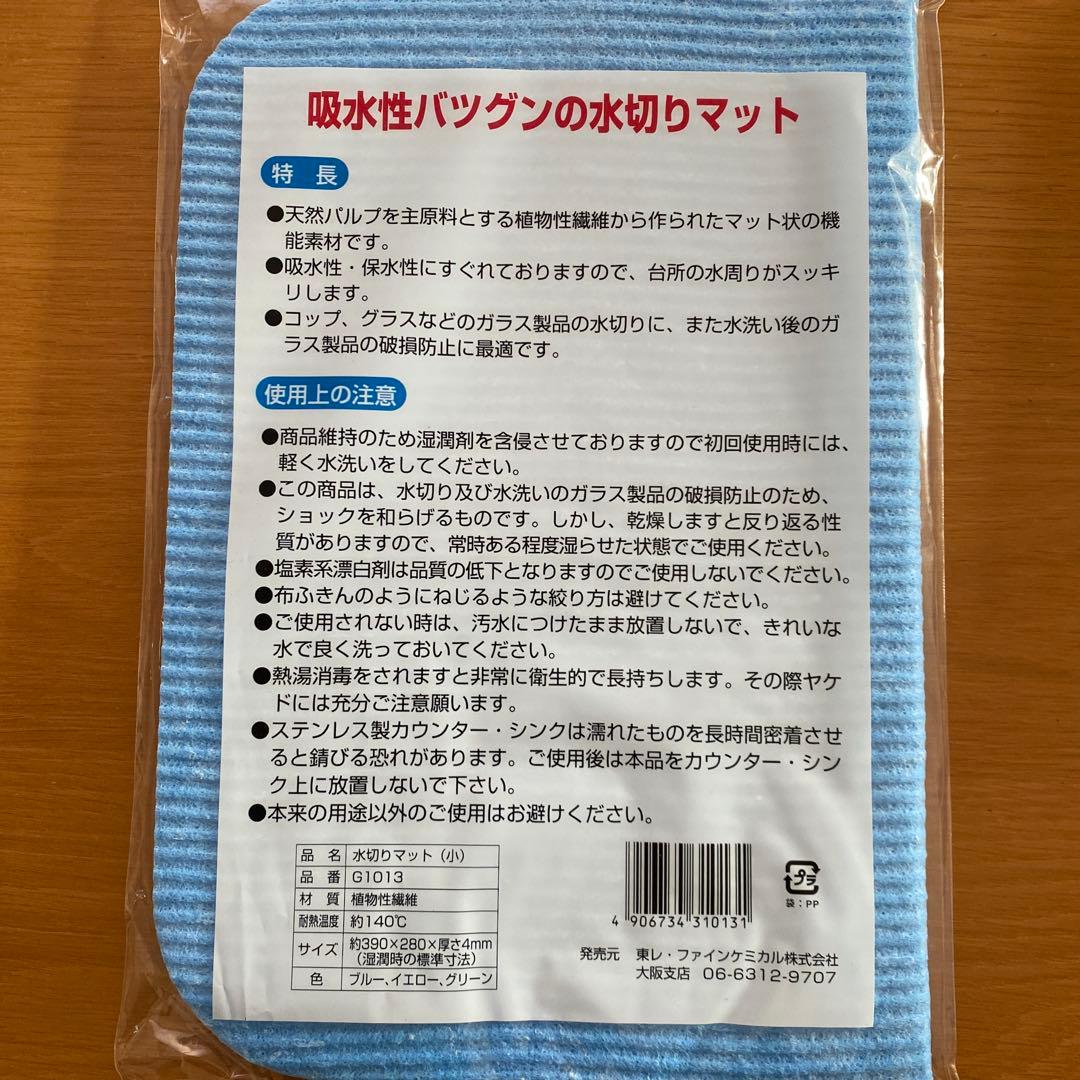 吸水性バツグンの水切りマット
特 長
●天然パルプを主原料とする植物性繊維から作られたマット状の機
能素材です。
●吸水性・保水性にすぐれておりますので、台所の水周りがスッキ
リします。
●コップ、グラスなどのガラス製品の水切りに、また水洗い後のガ
ラス製品の破損防止に最適です。
使用上の注意
●商品維持のため湿潤剤を含侵させておりますので初回使用時には、
軽く水洗いをしてください。
●この商品は、水切り及び水洗いのガラス製品の破損防止のため、
ショックを和らげるものです。しかし、乾燥しますと反り返る性
質がありますので、常時ある程度湿らせた状態でご使用ください。
●塩素系漂白剤は品質の低下となりますのでご使用しないでください。
●布ふきんのようにねじるような絞り方は避けてください。
●ご使用されない時は、汚水につけたまま放置しないで、きれいな
水で良く洗っておいてください。
●熱湯消毒をされますと非常に衛生的で長持ちします。その際ヤケ
ドには充分ご注意願います。
●ステンレス製カウンター・シンクは濡れたものを長時間密着させ
ると錆びる恐れがあります。ご使用後は本品をカウンター・シン
ク上に放置しないで下さい。
●本来の用途以外のご使用はお避けください。
品 名 水切りマット（小）
品 番 G1013
材 質 植物性繊維
耐熱温度 約140℃
サイズ 約390×280×厚さ4mm
（湿潤時の標準寸法）
色 ブルー、イエロー、グリーン
4 906734 310131
プラ
袋：PP
発売元 東レ・ファインケミカル株式会社
大阪支店 06-6312-9707